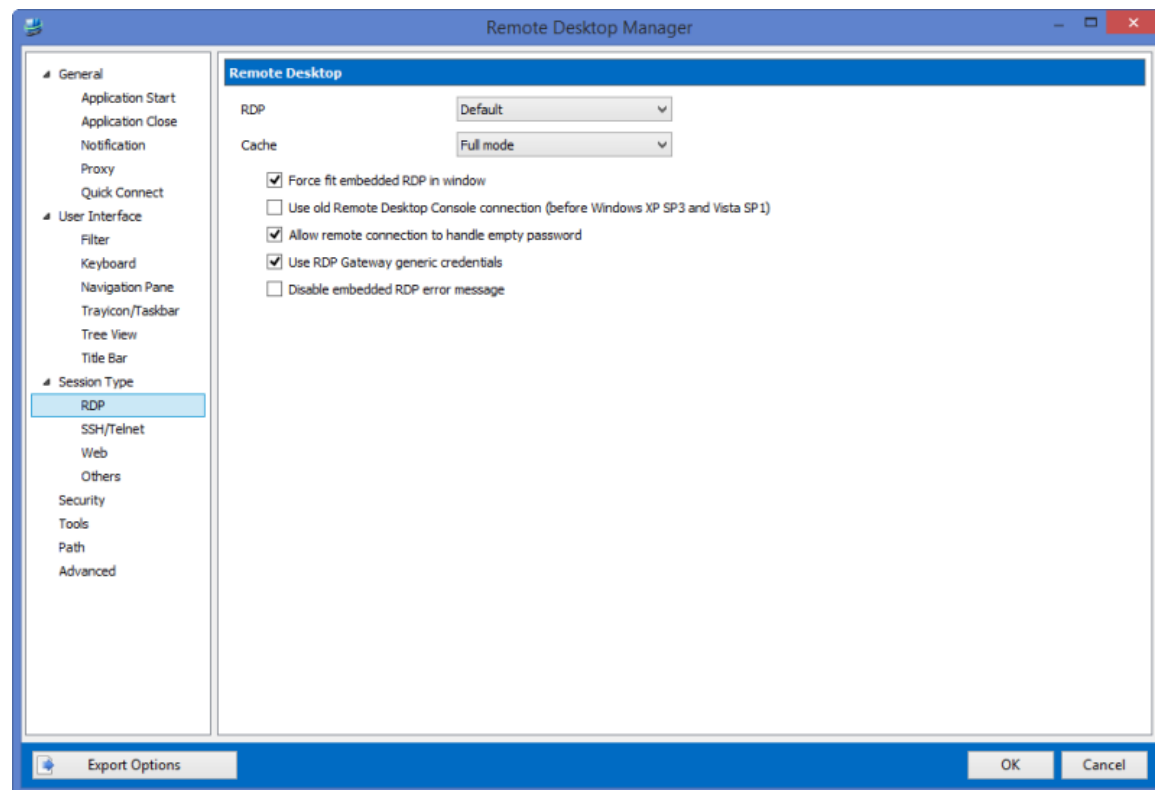 Remote Desktop Manager
General
Application Start
Application Close
Notification
Proxy
Quick Connect
User Interface
Filter
Keyboard
Navigation Pane
Trayicon/Taskbar
Tree View
Title Bar
Session Type
RDP
SSH/Telnet
Web
Others
Security
Tools
Path
Advanced
Remote Desktop
RDP Default
Cache Full mode
Force fit embedded RDP in window
Use old Remote Desktop Console connection (before Windows XP SP3 and Vista SP1)
Allow remote connection to handle empty password
Use RDP Gateway generic credentials
Disable embedded RDP error message
Export Options OK Cancel